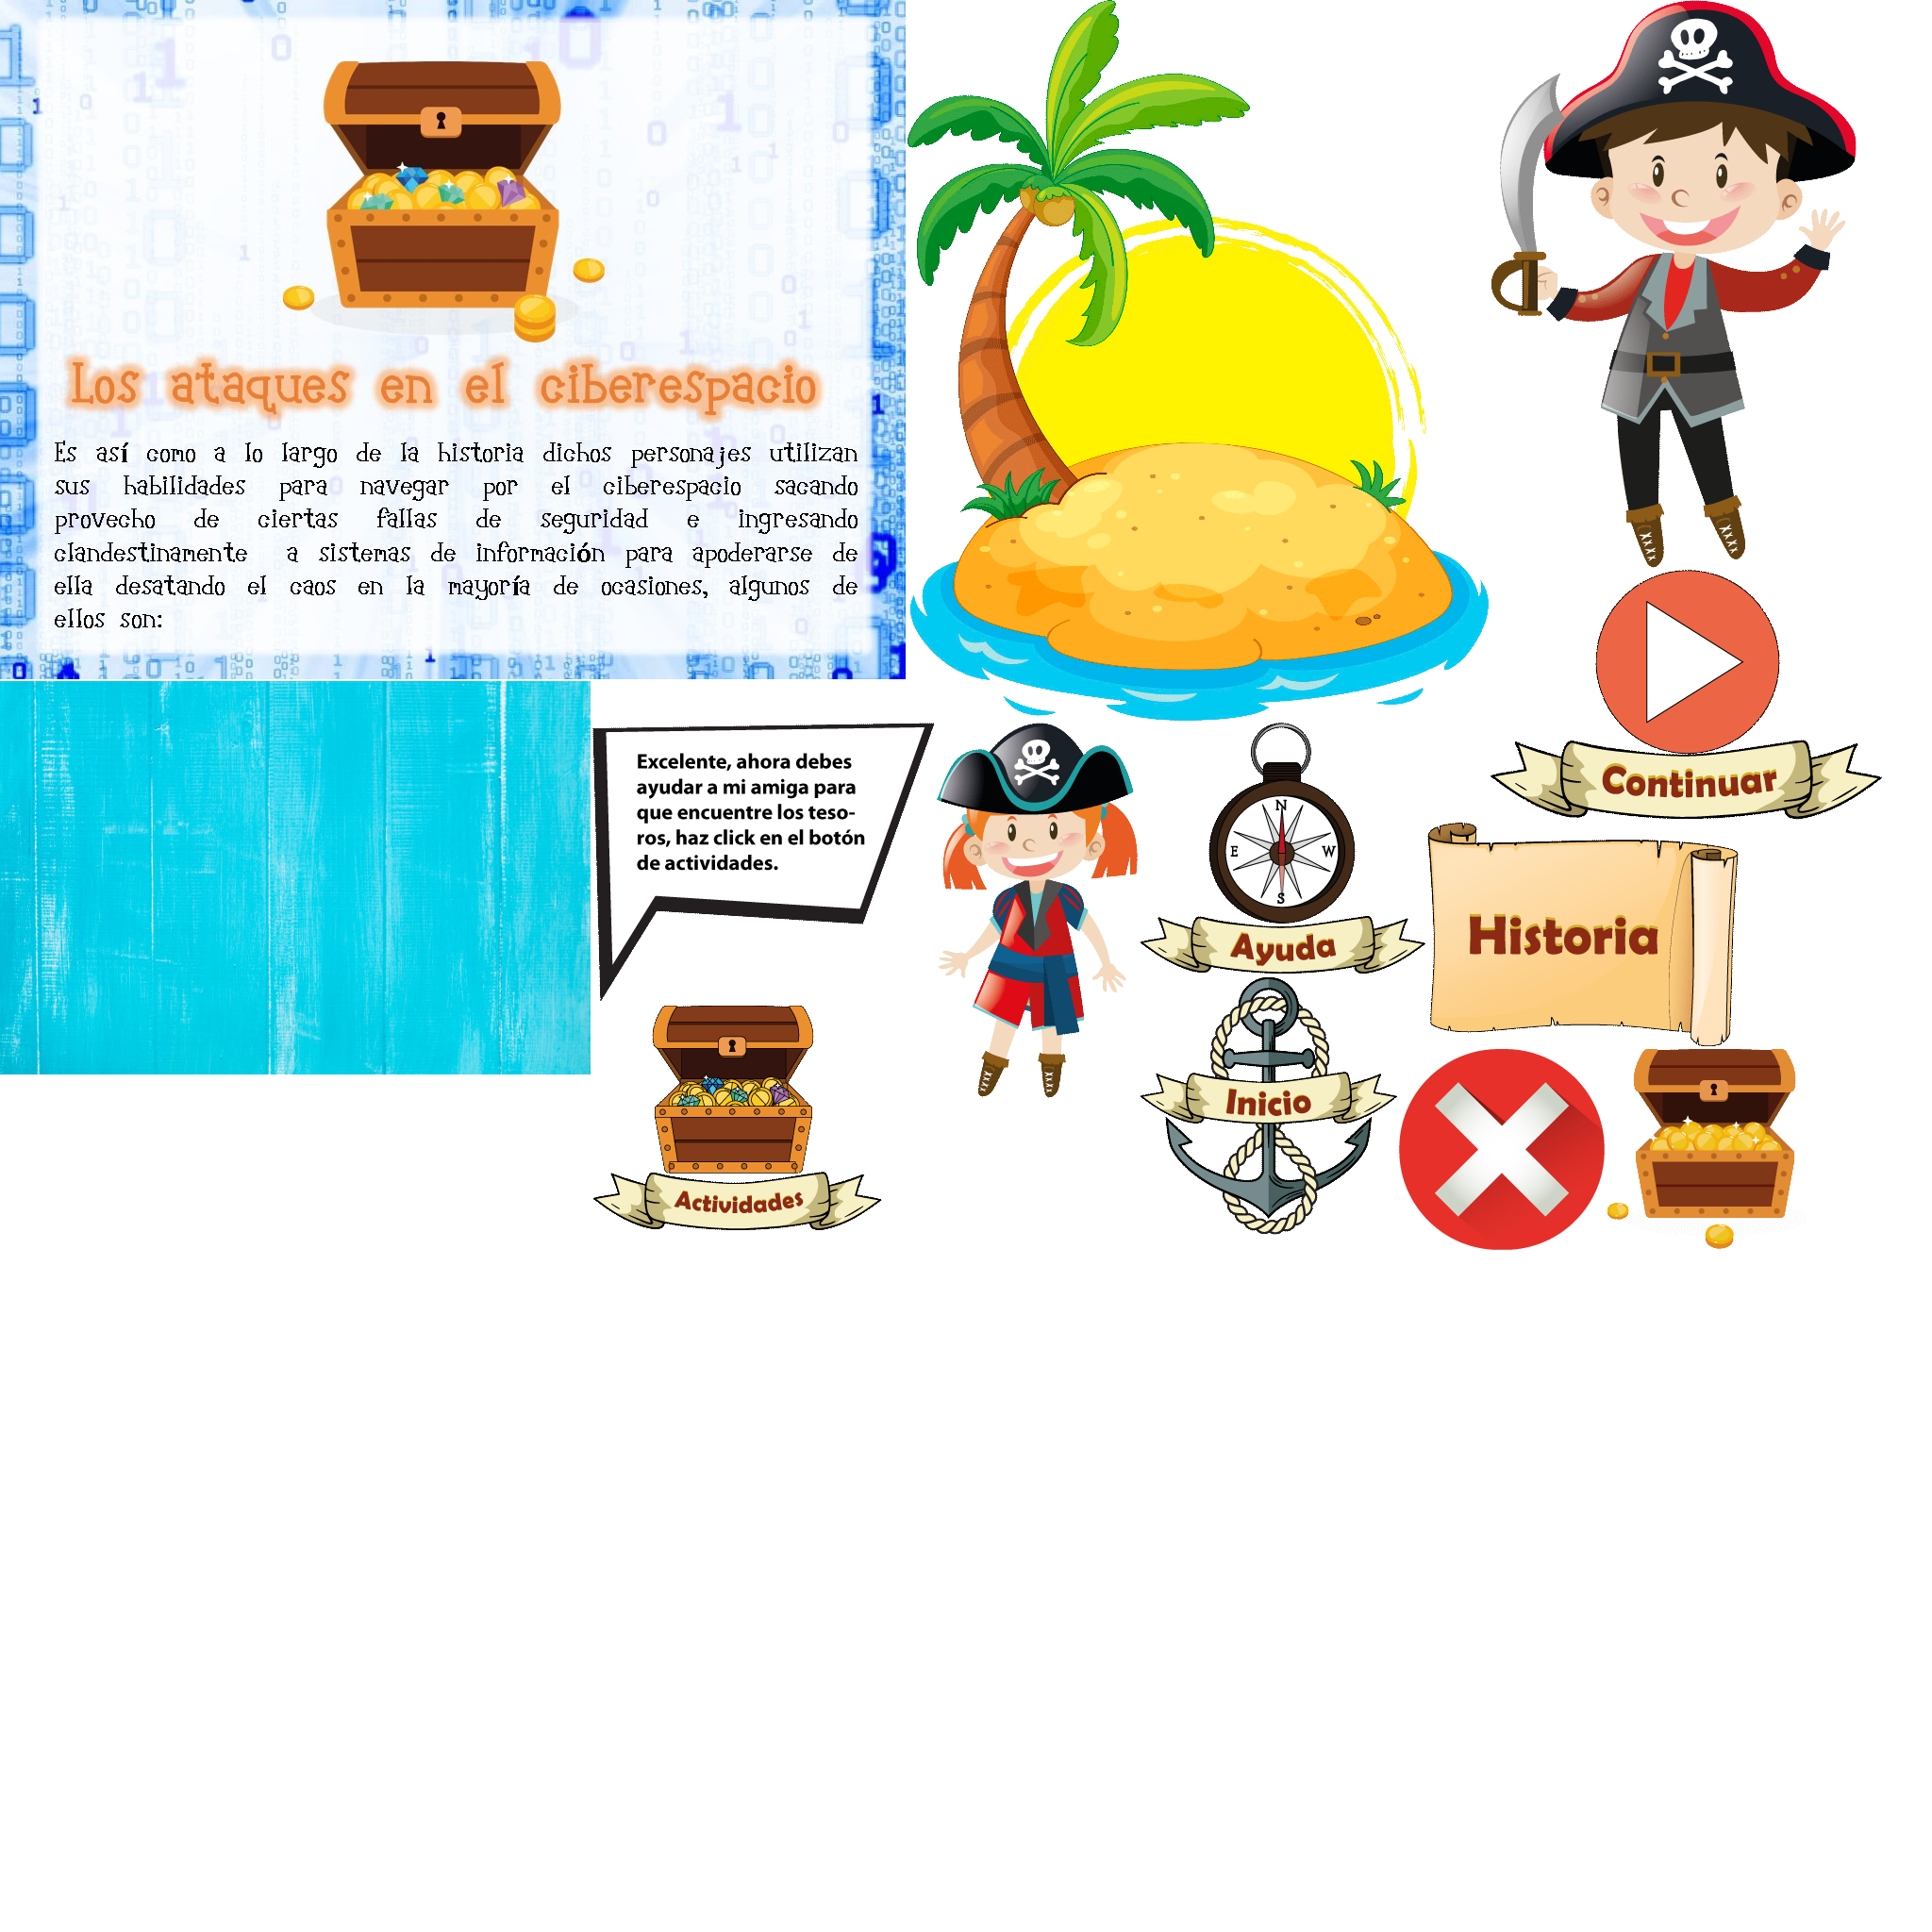 Los ataques en el ciberespacio
Es así como a lo largo de la historia dichos personajes utilizan
sus habilidades para navegar por el ciberespacio sacando
provecho de ciertas fallas de seguridad e ingresando
clandestinamente a sistemas de información para apoderarse de
ella desatando el caos en la mayoría de ocasiones, algunos de
ellos son:
Excelente, ahora debes
ayudar a mi amiga para
que encuentre los teso-
ros, haz click en el botón
de actividades.
Continuar
N
E
W
S
Ayuda
Historia
Inicio
Actividades